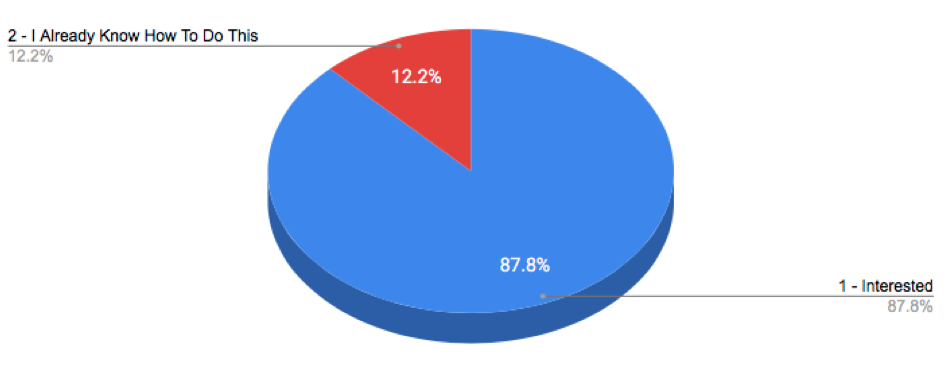 2 - I Already Know How To Do This
12.2%
12.2%
87.8%
1 - Interested
87.8%